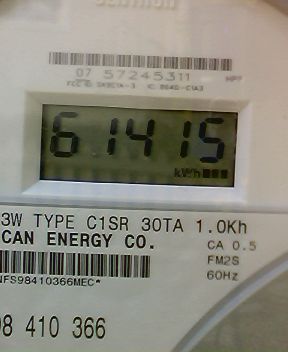 07 57245311
61415
kWh
3W TYPE C1SR 30TA 1.0Kh
CAN ENERGY CO.
CA 0.5
FM2S
60Hz
NFS98410366MEC*
98 410 366